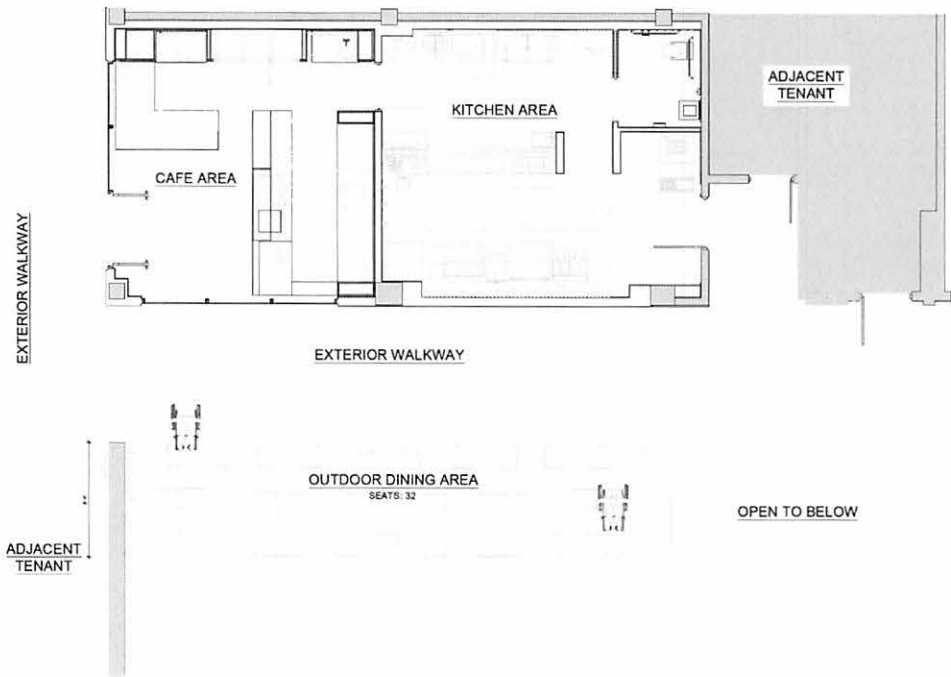 ADJACENT
TENANT
KITCHEN AREA
CAFE AREA
EXTERIOR WALKWAY
EXTERIOR WALKWAY
OUTDOOR DINING AREA
SEATS: 32
OPEN TO BELOW
ADJACENT
TENANT